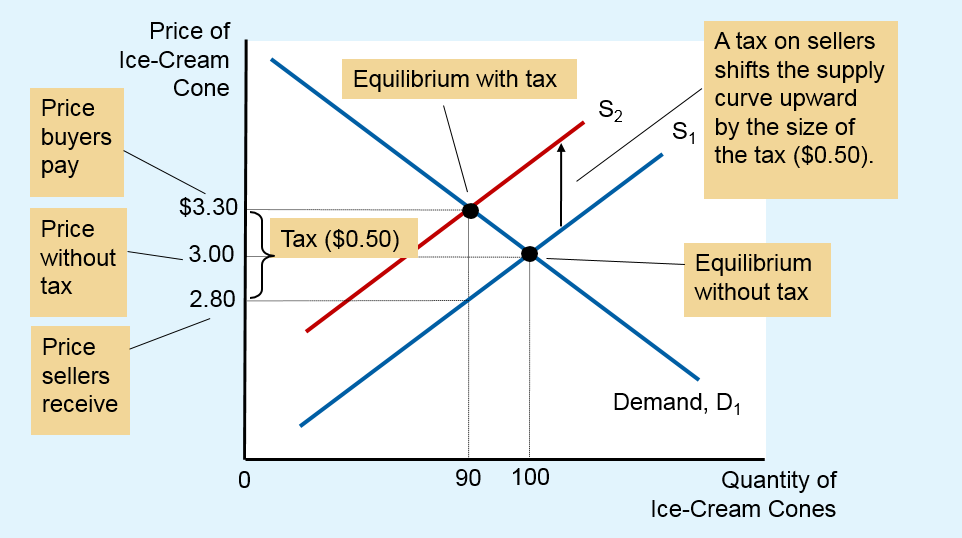 Price of
Ice-Cream
Cone
A tax on sellers
shifts the supply
curve upward
by the size of
the tax ($0.50).
Equilibrium with tax
Price
buyers
pay
S2
S1
$3.30
Price
without
tax
Tax ($0.50)
3.00
Equilibrium
without tax
2.80
Price
sellers
receive
Demand, D1
0
90
100
Quantity of
Ice-Cream Cones